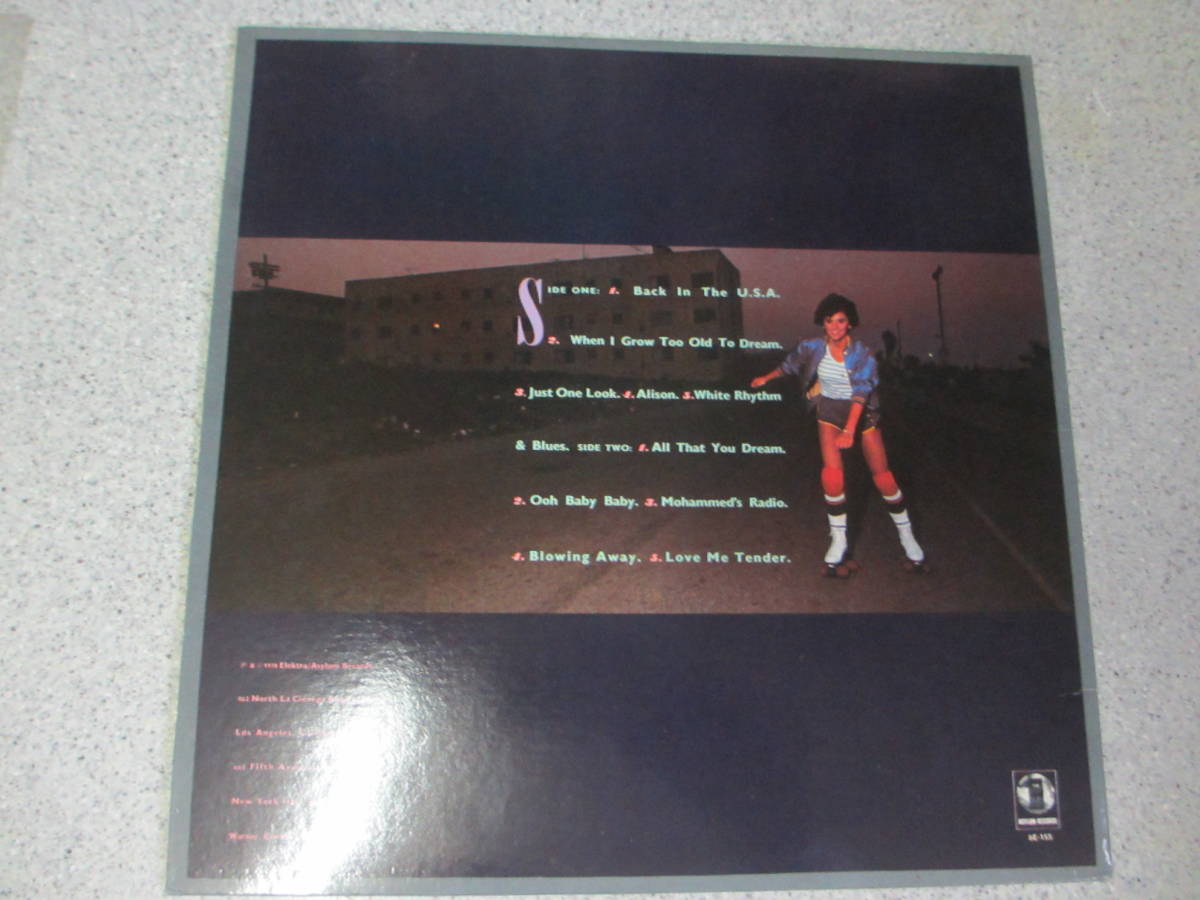 SIDE ONE: 1. Back In The U.S.A.
2. When I Grow Too Old To Dream.
3. Just One Look. 4. Alison. 5. White Rhythm
& Blues. SIDE TWO: 1. All That You Dream.
2. Ooh Baby Baby. 3. Mohammed's Radio.
4. Blowing Away. 5. Love Me Tender.
℗ & © 1978 Elektra/Asylum Records
North La Cienega
Los Angeles,
Fifth
New York
ASYLUM RECORDS
6E-155